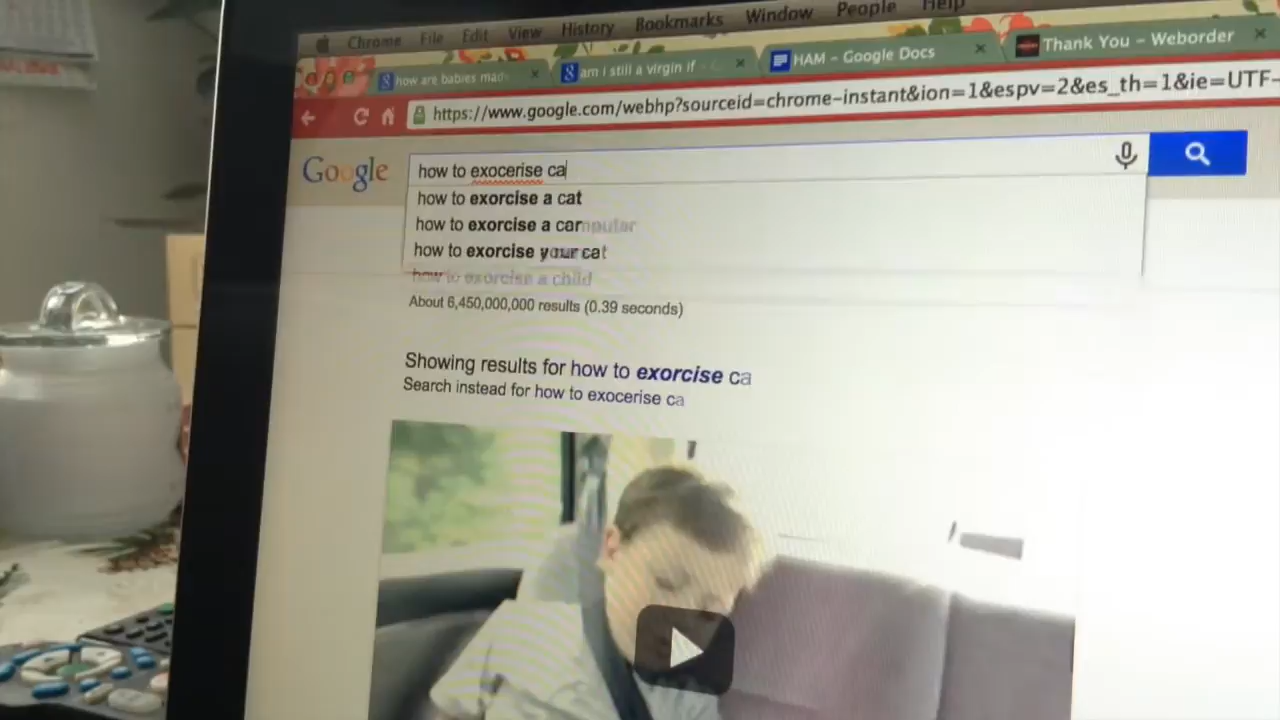 Chrome File Edit View History Bookmarks Window People Help
how are babies mad
am i still a virgin if
HAM - Google Docs
Thank You - Weborder
https://www.google.com/webhp?sourceid=chrome-instant&ion=1&espv=2&es_th=1&ie=UTF-
Google
how to exocerise ca
how to exorcise a cat
how to exorcise a
how to exorcise your cat
how to exorcise a child
About 6,450,000,000 results (0.39 seconds)
Showing results for how to exorcise ca
Search instead for how to exocerise ca